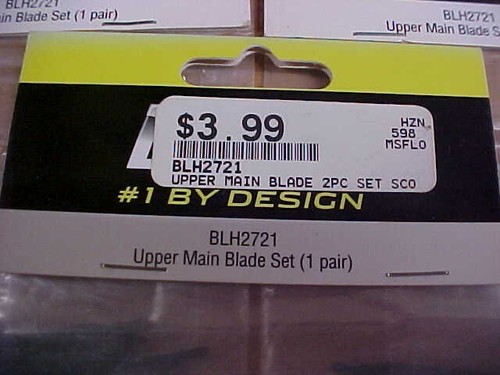 BLH2721
in Blade Set (1 pair)
BLH2721
Upper Main Blade S
$3.99
HZN
598
MSFLO
BLH2721
UPPER MAIN BLADE 2PC SET SCO
#1 BY DESIGN
BLH2721
Upper Main Blade Set (1 pair)